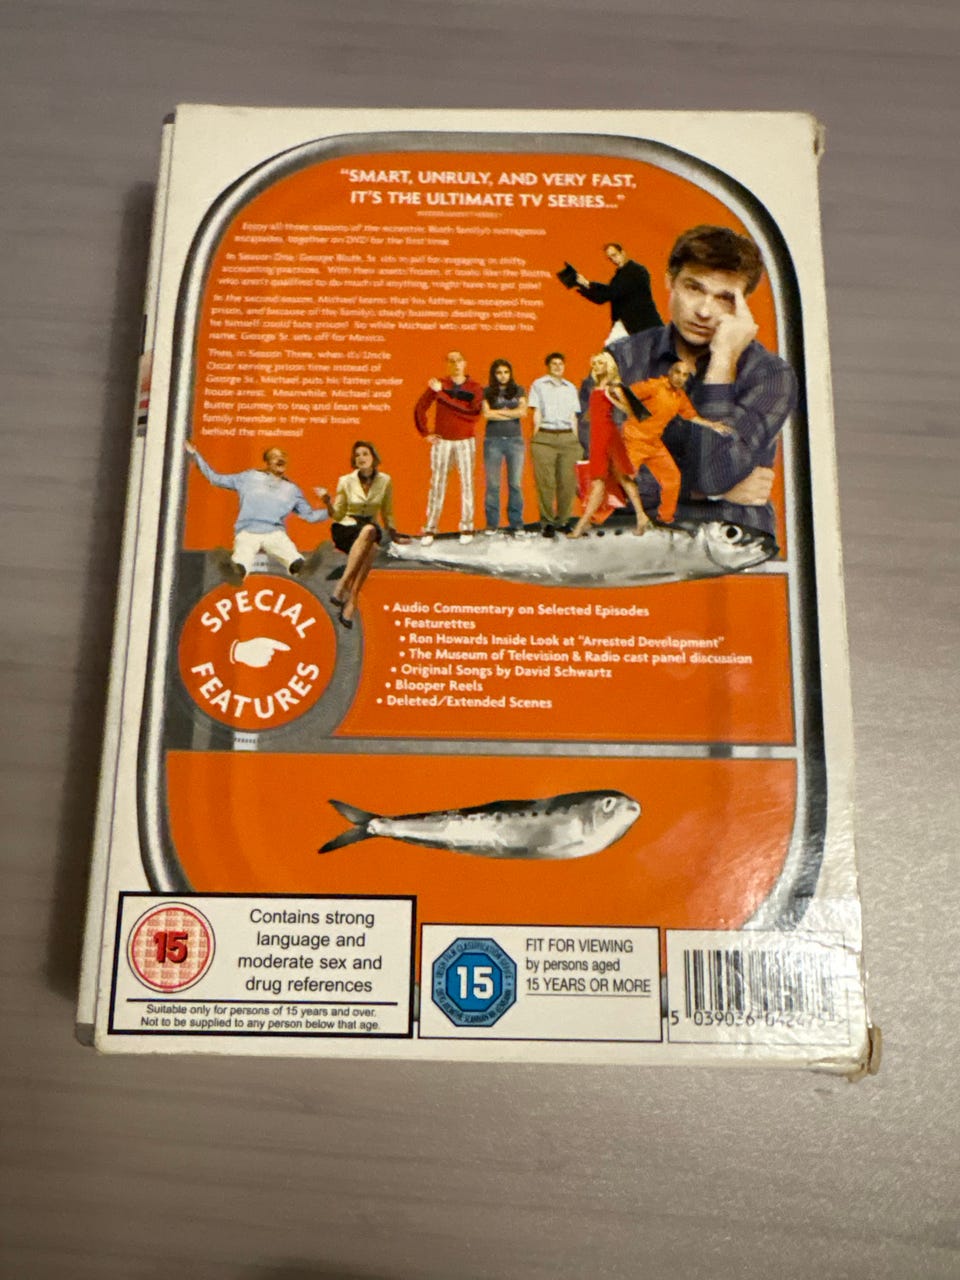 "SMART, UNRULY, AND VERY FAST,
IT'S THE ULTIMATE TV SERIES..."
Enjoy all three seasons of the eccentric Bluth family's outrageous
escapades, together on DVD for the first time.
In Season One, George Bluth, Sr. sits in jail for engaging in shifty
accounting practices. With their assets frozen, it looks like the Bluths
who aren't qualified to do much of anything, might have to get jobs!
In the second season, Michael learns that his father has escaped from
prison, and because of the family's shady business dealings with Iraq,
he himself could face prison! So while Michael sets out to clear his
name, George Sr. sets off for Mexico.
Then, in Season Three, when it's Uncle
Oscar serving prison time instead of
George Sr., Michael puts his father under
house arrest. Meanwhile, Michael and
Buster journey to Iraq and learn which
family member is the real brains
behind the madness!
SPECIAL
FEATURES
• Audio Commentary on Selected Episodes
• Featurettes
• Ron Howards Inside Look at "Arrested Development"
• The Museum of Television & Radio cast panel discussion
• Original Songs by David Schwartz
• Blooper Reels
• Deleted/Extended Scenes
15
Contains strong
language and
moderate sex and
drug references
Suitable only for persons of 15 years and over.
Not to be supplied to any person below that age.
15
FIT FOR VIEWING
by persons aged
15 YEARS OR MORE
5 039036